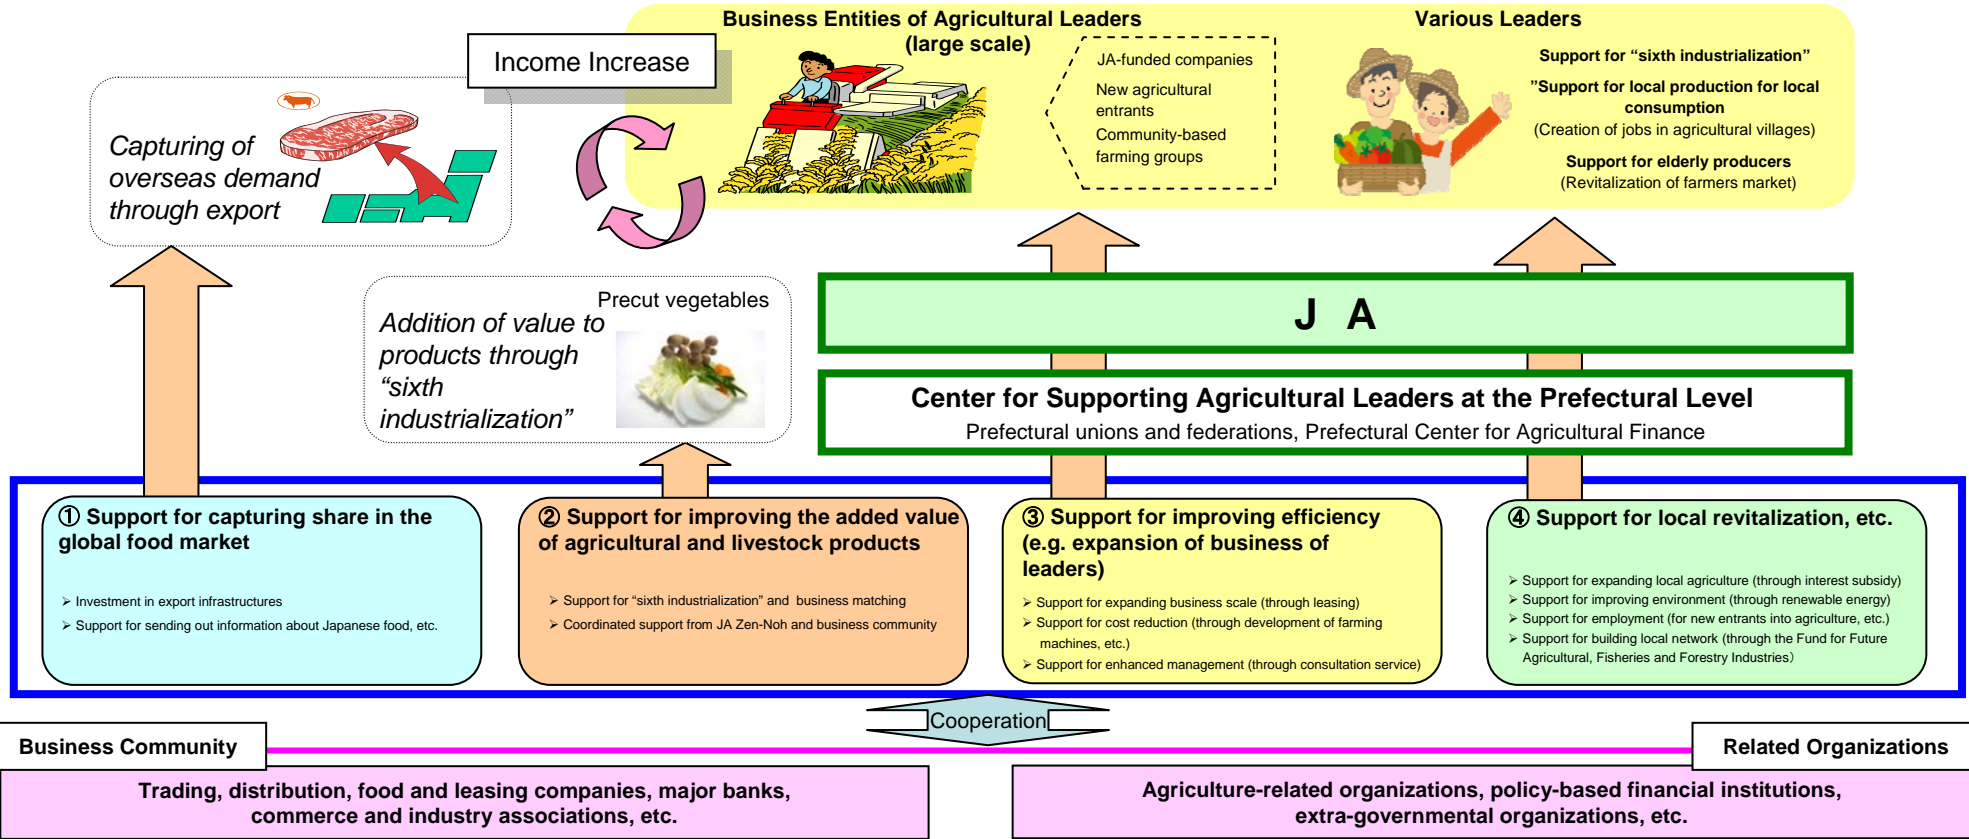 Business Entities of Agricultural Leaders
(large scale)
Various Leaders
Income Increase
JA-funded companies
New agricultural
entrants
Community-based
farming groups
Support for “sixth industrialization”
”Support for local production for local
consumption
(Creation of jobs in agricultural villages)
Support for elderly producers
(Revitalization of farmers market)
Capturing of
overseas demand
through export
Precut vegetables
Addition of value to
products through
“sixth
industrialization”
J A
Center for Supporting Agricultural Leaders at the Prefectural Level
Prefectural unions and federations, Prefectural Center for Agricultural Finance
① Support for capturing share in the
global food market
➢ Investment in export infrastructures
➢ Support for sending out information about Japanese food, etc.
② Support for improving the added value
of agricultural and livestock products
➢ Support for “sixth industrialization” and business matching
➢ Coordinated support from JA Zen-Noh and business community
③ Support for improving efficiency
(e.g. expansion of business of
leaders)
➢ Support for expanding business scale (through leasing)
➢ Support for cost reduction (through development of farming
machines, etc.)
➢ Support for enhanced management (through consultation service)
④ Support for local revitalization, etc.
➢ Support for expanding local agriculture (through interest subsidy)
➢ Support for improving environment (through renewable energy)
➢ Support for employment (for new entrants into agriculture, etc.)
➢ Support for building local network (through the Fund for Future
Agricultural, Fisheries and Forestry Industries）
Cooperation
Business Community
Related Organizations
Trading, distribution, food and leasing companies, major banks,
commerce and industry associations, etc.
Agriculture-related organizations, policy-based financial institutions,
extra-governmental organizations, etc.